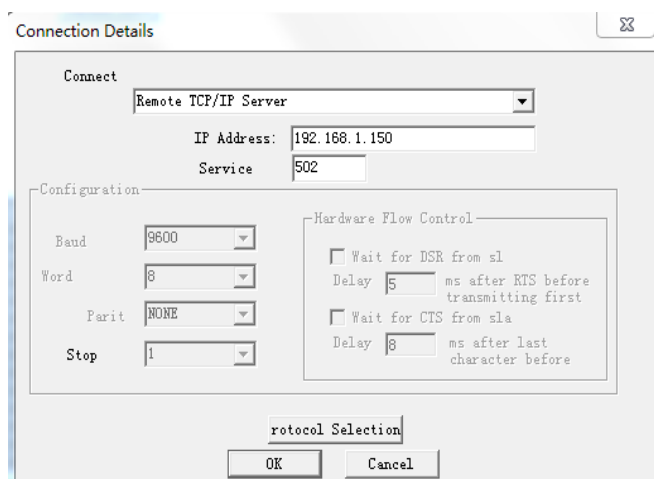 Connection Details
Connect
Remote TCP/IP Server
IP Address: 192.168.1.150
Service 502
Configuration
Baud 9600
Word 8
Parit NONE
Stop 1
Hardware Flow Control
Wait for DSR from sl
Delay 5 ms after RTS before
transmitting first
Wait for CTS from sla
Delay 8 ms after last
character before
rotocol Selection
OK Cancel